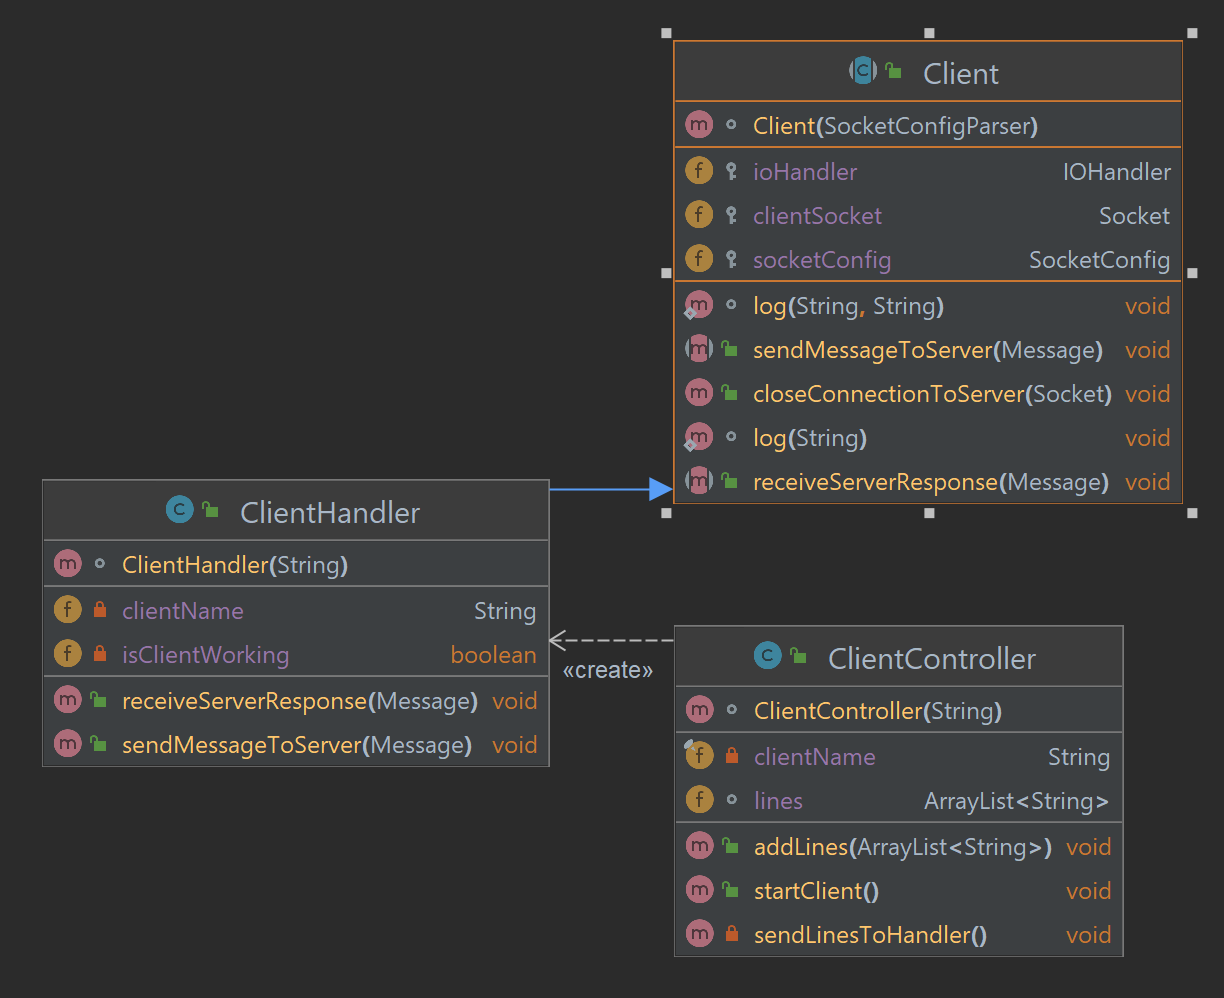 Client
Client(SocketConfigParser)
ioHandler IOHandler
clientSocket Socket
socketConfig SocketConfig
log(String, String) void
sendMessageToServer(Message) void
closeConnectionToServer(Socket) void
log(String) void
receiveServerResponse(Message) void
ClientHandler
ClientHandler(String)
clientName String
isClientWorking boolean
receiveServerResponse(Message) void
sendMessageToServer(Message) void
«create»
ClientController
ClientController(String)
clientName String
lines ArrayList<String>
addLines(ArrayList<String>) void
startClient() void
sendLinesToHandler() void